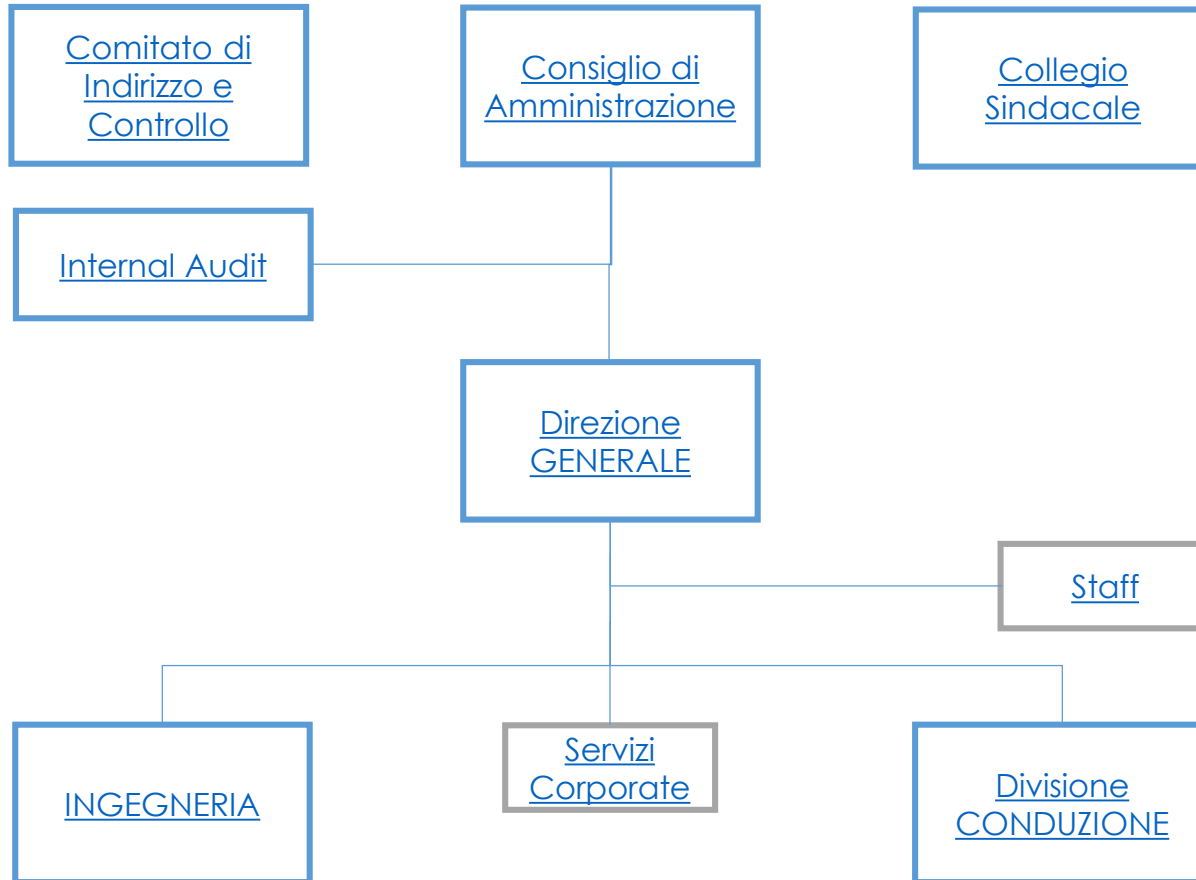 Comitato di
Indirizzo e
Controllo
Consiglio di
Amministrazione
Collegio
Sindacale
Internal Audit
Direzione
GENERALE
Staff
INGEGNERIA
Servizi
Corporate
Divisione
CONDUZIONE